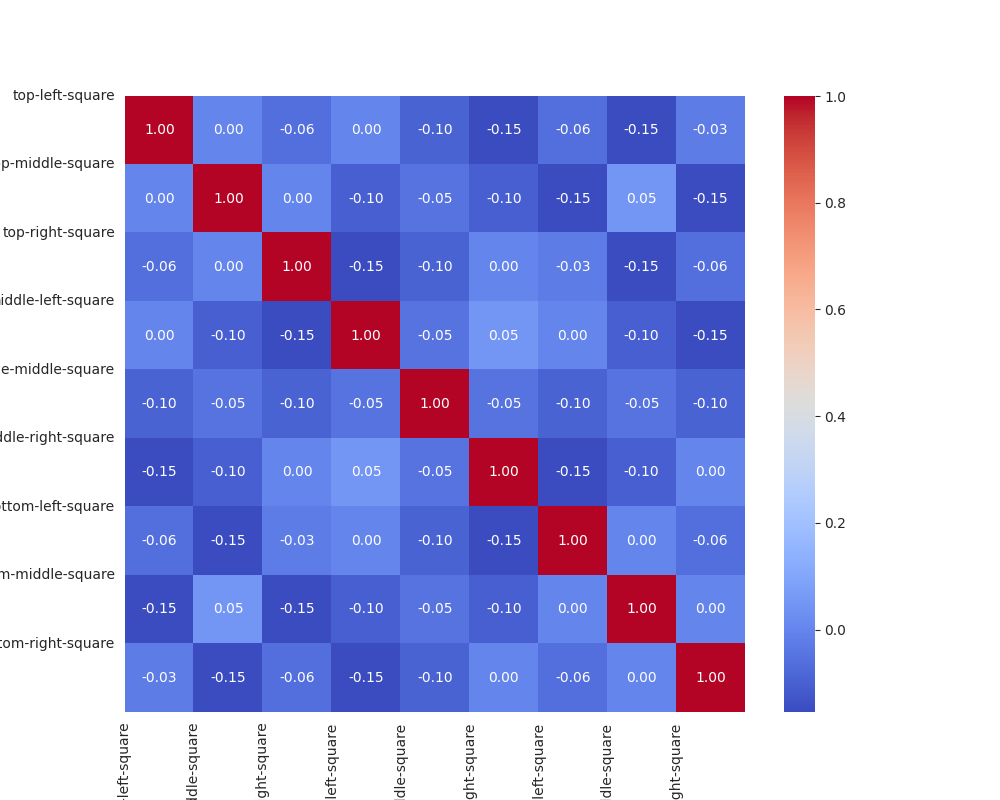 top-left-square
1.00 0.00 -0.06 0.00 -0.10 -0.15 -0.06 -0.15 -0.03
p-middle-square
0.00 1.00 0.00 -0.10 -0.05 -0.10 -0.15 0.05 -0.15
top-right-square
-0.06 0.00 1.00 -0.15 -0.10 0.00 -0.03 -0.15 -0.06
iddle-left-square
0.00 -0.10 -0.15 1.00 -0.05 0.05 0.00 -0.10 -0.15
e-middle-square
-0.10 -0.05 -0.10 -0.05 1.00 -0.05 -0.10 -0.05 -0.10
ddle-right-square
-0.15 -0.10 0.00 0.05 -0.05 1.00 -0.15 -0.10 0.00
ttom-left-square
-0.06 -0.15 -0.03 0.00 -0.10 -0.15 1.00 0.00 -0.06
m-middle-square
-0.15 0.05 -0.15 -0.10 -0.05 -0.10 0.00 1.00 0.00
tom-right-square
-0.03 -0.15 -0.06 -0.15 -0.10 0.00 -0.06 0.00 1.00
-left-square
ddle-square
ight-square
left-square
ddle-square
ight-square
left-square
ddle-square
ight-square
1.0
0.8
0.6
0.4
0.2
0.0